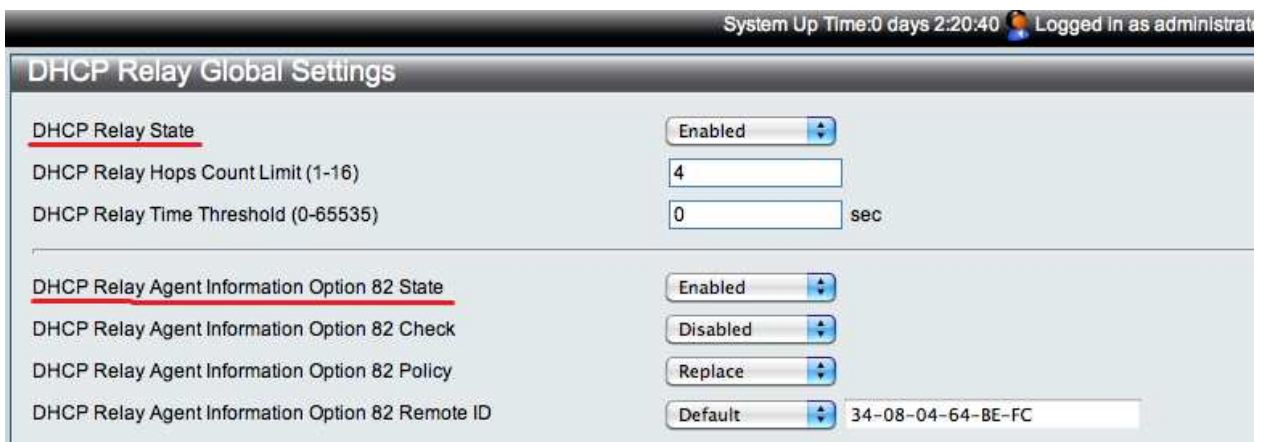 System Up Time:0 days 2:20:40 Logged in as administrat
DHCP Relay Global Settings
DHCP Relay State Enabled
DHCP Relay Hops Count Limit (1-16) 4
DHCP Relay Time Threshold (0-65535) 0 sec
DHCP Relay Agent Information Option 82 State Enabled
DHCP Relay Agent Information Option 82 Check Disabled
DHCP Relay Agent Information Option 82 Policy Replace
DHCP Relay Agent Information Option 82 Remote ID Default 34-08-04-64-BE-FC